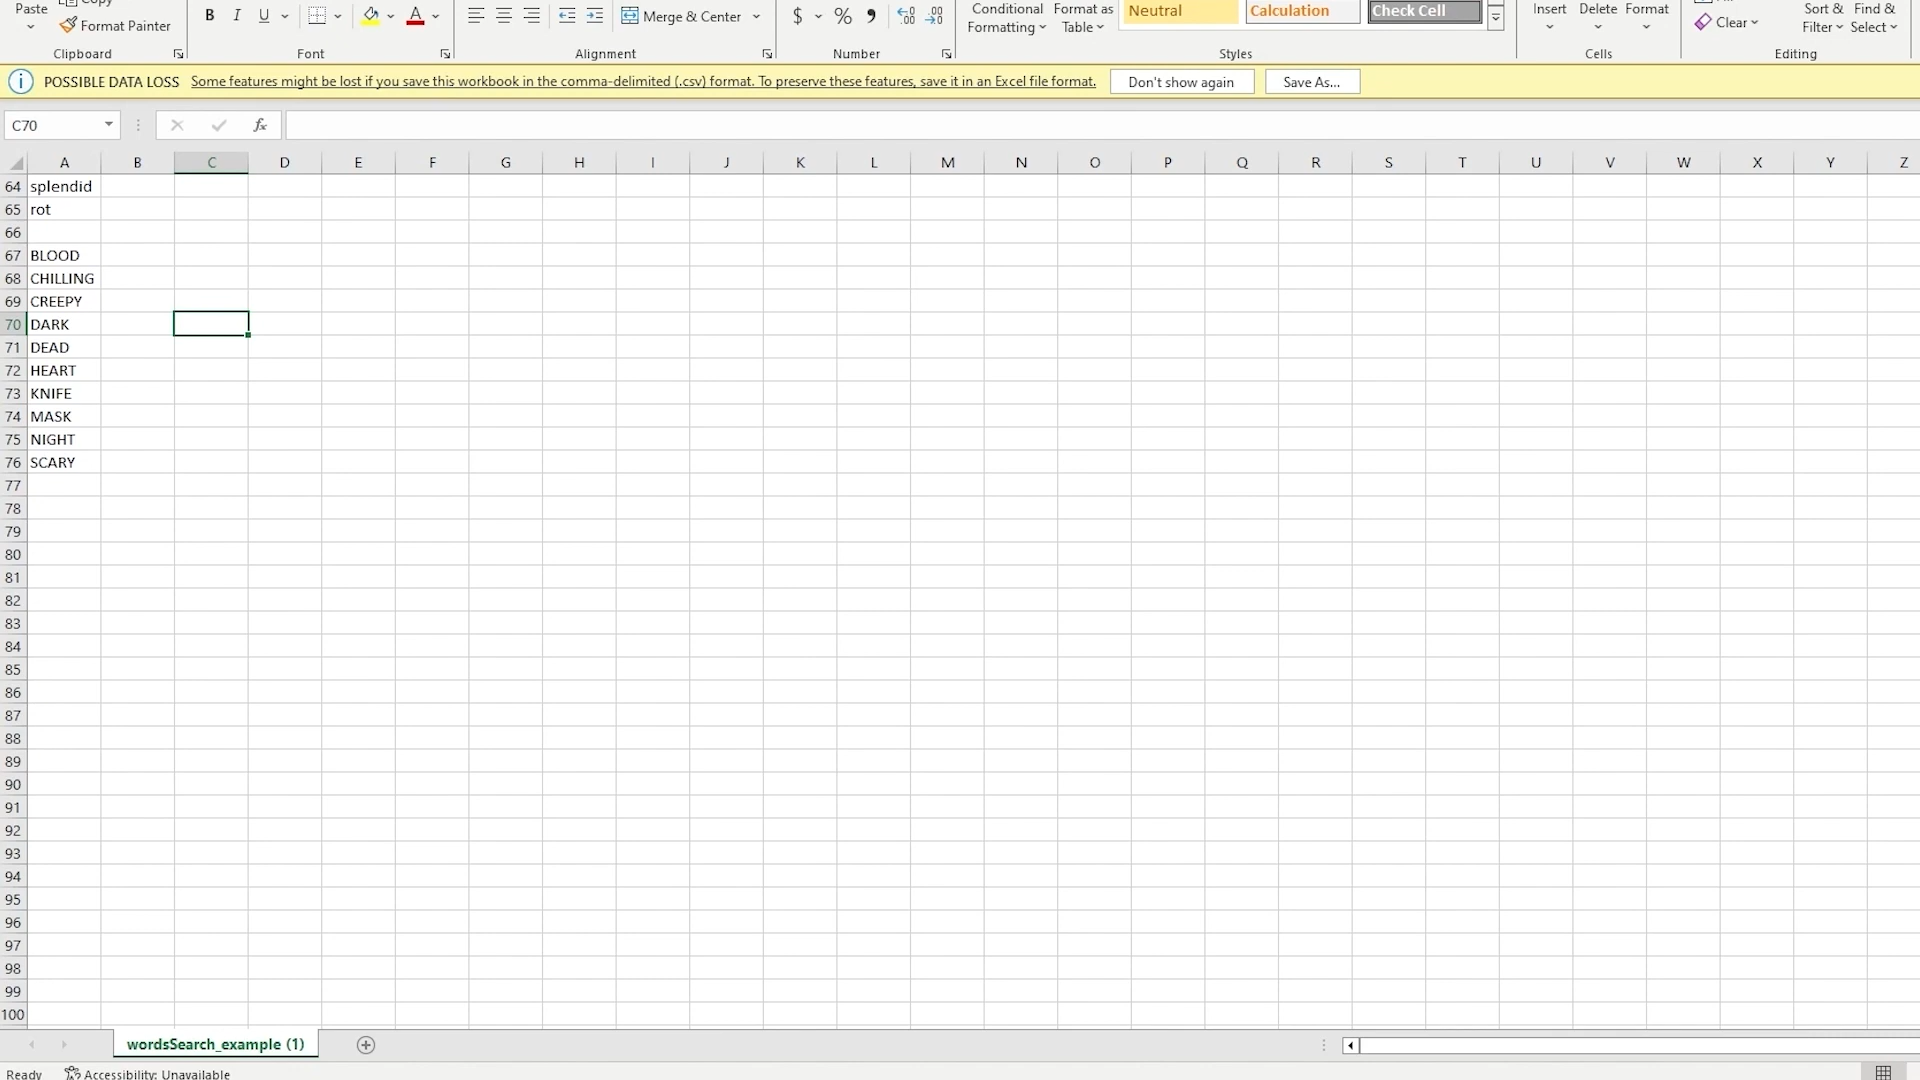 Paste
Format Painter
B I U A
Merge & Center
$ % 9
Conditional Formatting
Format as Table
Neutral
Calculation
Check Cell
Insert
Delete
Format
Clear
Sort & Filter
Find & Select
Clipboard
Font
Alignment
Number
Styles
Cells
Editing
POSSIBLE DATA LOSS Some features might be lost if you save this workbook in the comma-delimited (.csv) format. To preserve these features, save it in an Excel file format. Don't show again Save As...
C70 fx
A B C D E F G H I J K L M N O P Q R S T U V W X Y Z
64 splendid
65 rot
66
67 BLOOD
68 CHILLING
69 CREEPY
70 DARK
71 DEAD
72 HEART
73 KNIFE
74 MASK
75 NIGHT
76 SCARY
77
78
79
80
81
82
83
84
85
86
87
88
89
90
91
92
93
94
95
96
97
98
99
100
wordsSearch_example (1)
Ready Accessibility: Unavailable